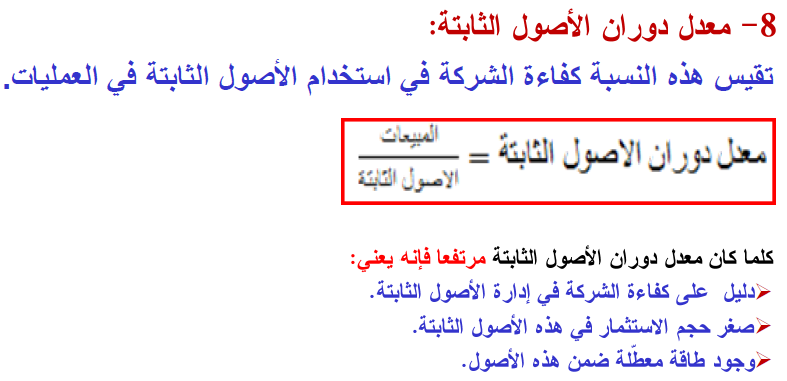 8- معدل دوران الأصول الثابتة:
تقيس هذه النسبة كفاءة الشركة في استخدام الأصول الثابتة في العمليات.
معدل دوران الاصول الثابتة = المبيعات / الاصول الثابتة
كلما كان معدل دوران الأصول الثابتة مرتفعا فإنه يعني:
➢دليل على كفاءة الشركة في إدارة الأصول الثابتة.
➢صغر حجم الاستثمار في هذه الأصول الثابتة.
➢وجود طاقة معطّلة ضمن هذه الأصول.